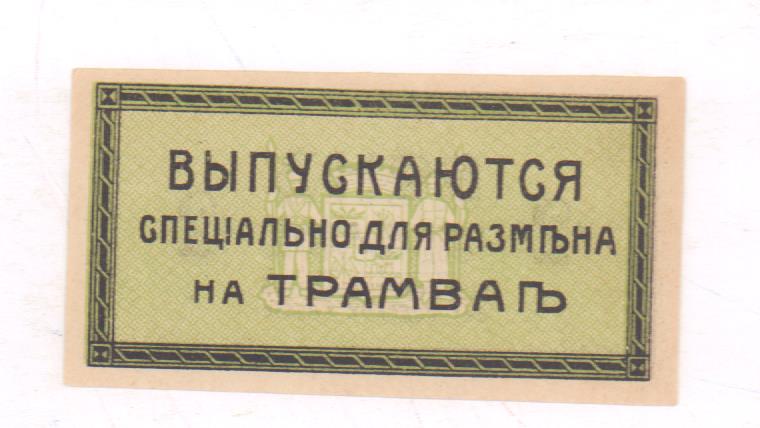 ВЫПУСКАЮТСЯ
СПЕЦІАЛЬНО ДЛЯ РАЗМѢНА
НА ТРАМВАѢ